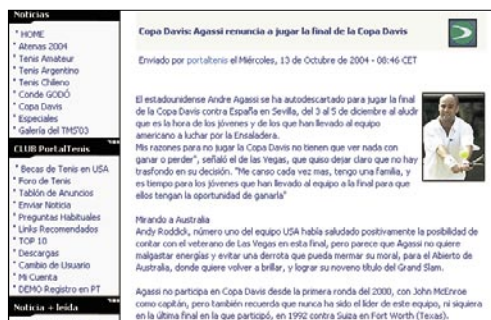 Noticias
* HOME
* Atenas 2004
* Tenis Amateur
* Tenis Argentino
* Tenis Chileno
* Conde GODÓ
* Copa Davis
* Especiales
* Galería del TMS'03
CLUB PortalTenis
* Becas de Tenis en USA
* Foro de Tenis
* Tablón de Anuncios
* Enviar Noticia
* Preguntas Habituales
* Links Recomendados
* TOP 10
* Descargas
* Cambio de Usuario
* Mi Cuenta
* DEMO Registro en PT
Noticia + leída
Copa Davis: Agassi renuncia a jugar la final de la Copa Davis
Enviado por portaltenis el Miércoles, 13 de Octubre de 2004 - 08:46 CET
El estadounidense Andre Agassi se ha autodescartado para jugar la final
de la Copa Davis contra España en Sevilla, del 3 al 5 de diciembre al aludir
que es la hora de los jóvenes y de los que han llevado al equipo
americano a luchar por la Ensaladera.
Mis razones para no jugar la Copa Davis no tienen que ver nada con
ganar o perder", señaló el de las Vegas, que quiso dejar claro que no hay
trasfondo en su decisión. "Me canso cada vez mas, tengo una familia, y
es tiempo para los jóvenes que han llevado al equipo a la final para que
ellos tengan la oportunidad de ganarla"
Mirando a Australia
Andy Roddick, número uno del equipo USA había saludado positivamente la posibilidad de
contar con el veterano de Las Vegas en esta final, pero parece que Agassi no quiere
malgastar energías y evitar una derrota que pueda mermar su moral, para el Abierto de
Australia, donde quiere volver a brillar, y lograr su noveno título del Grand Slam.
Agassi no participa en Copa Davis desde la primera ronda del 2000, con John McEnroe
como capitán, pero también recuerda que nunca ha sido el líder de este equipo, ni siquiera
en la última final en la que participó, en 1992 contra Suiza en Fort Worth (Texas).